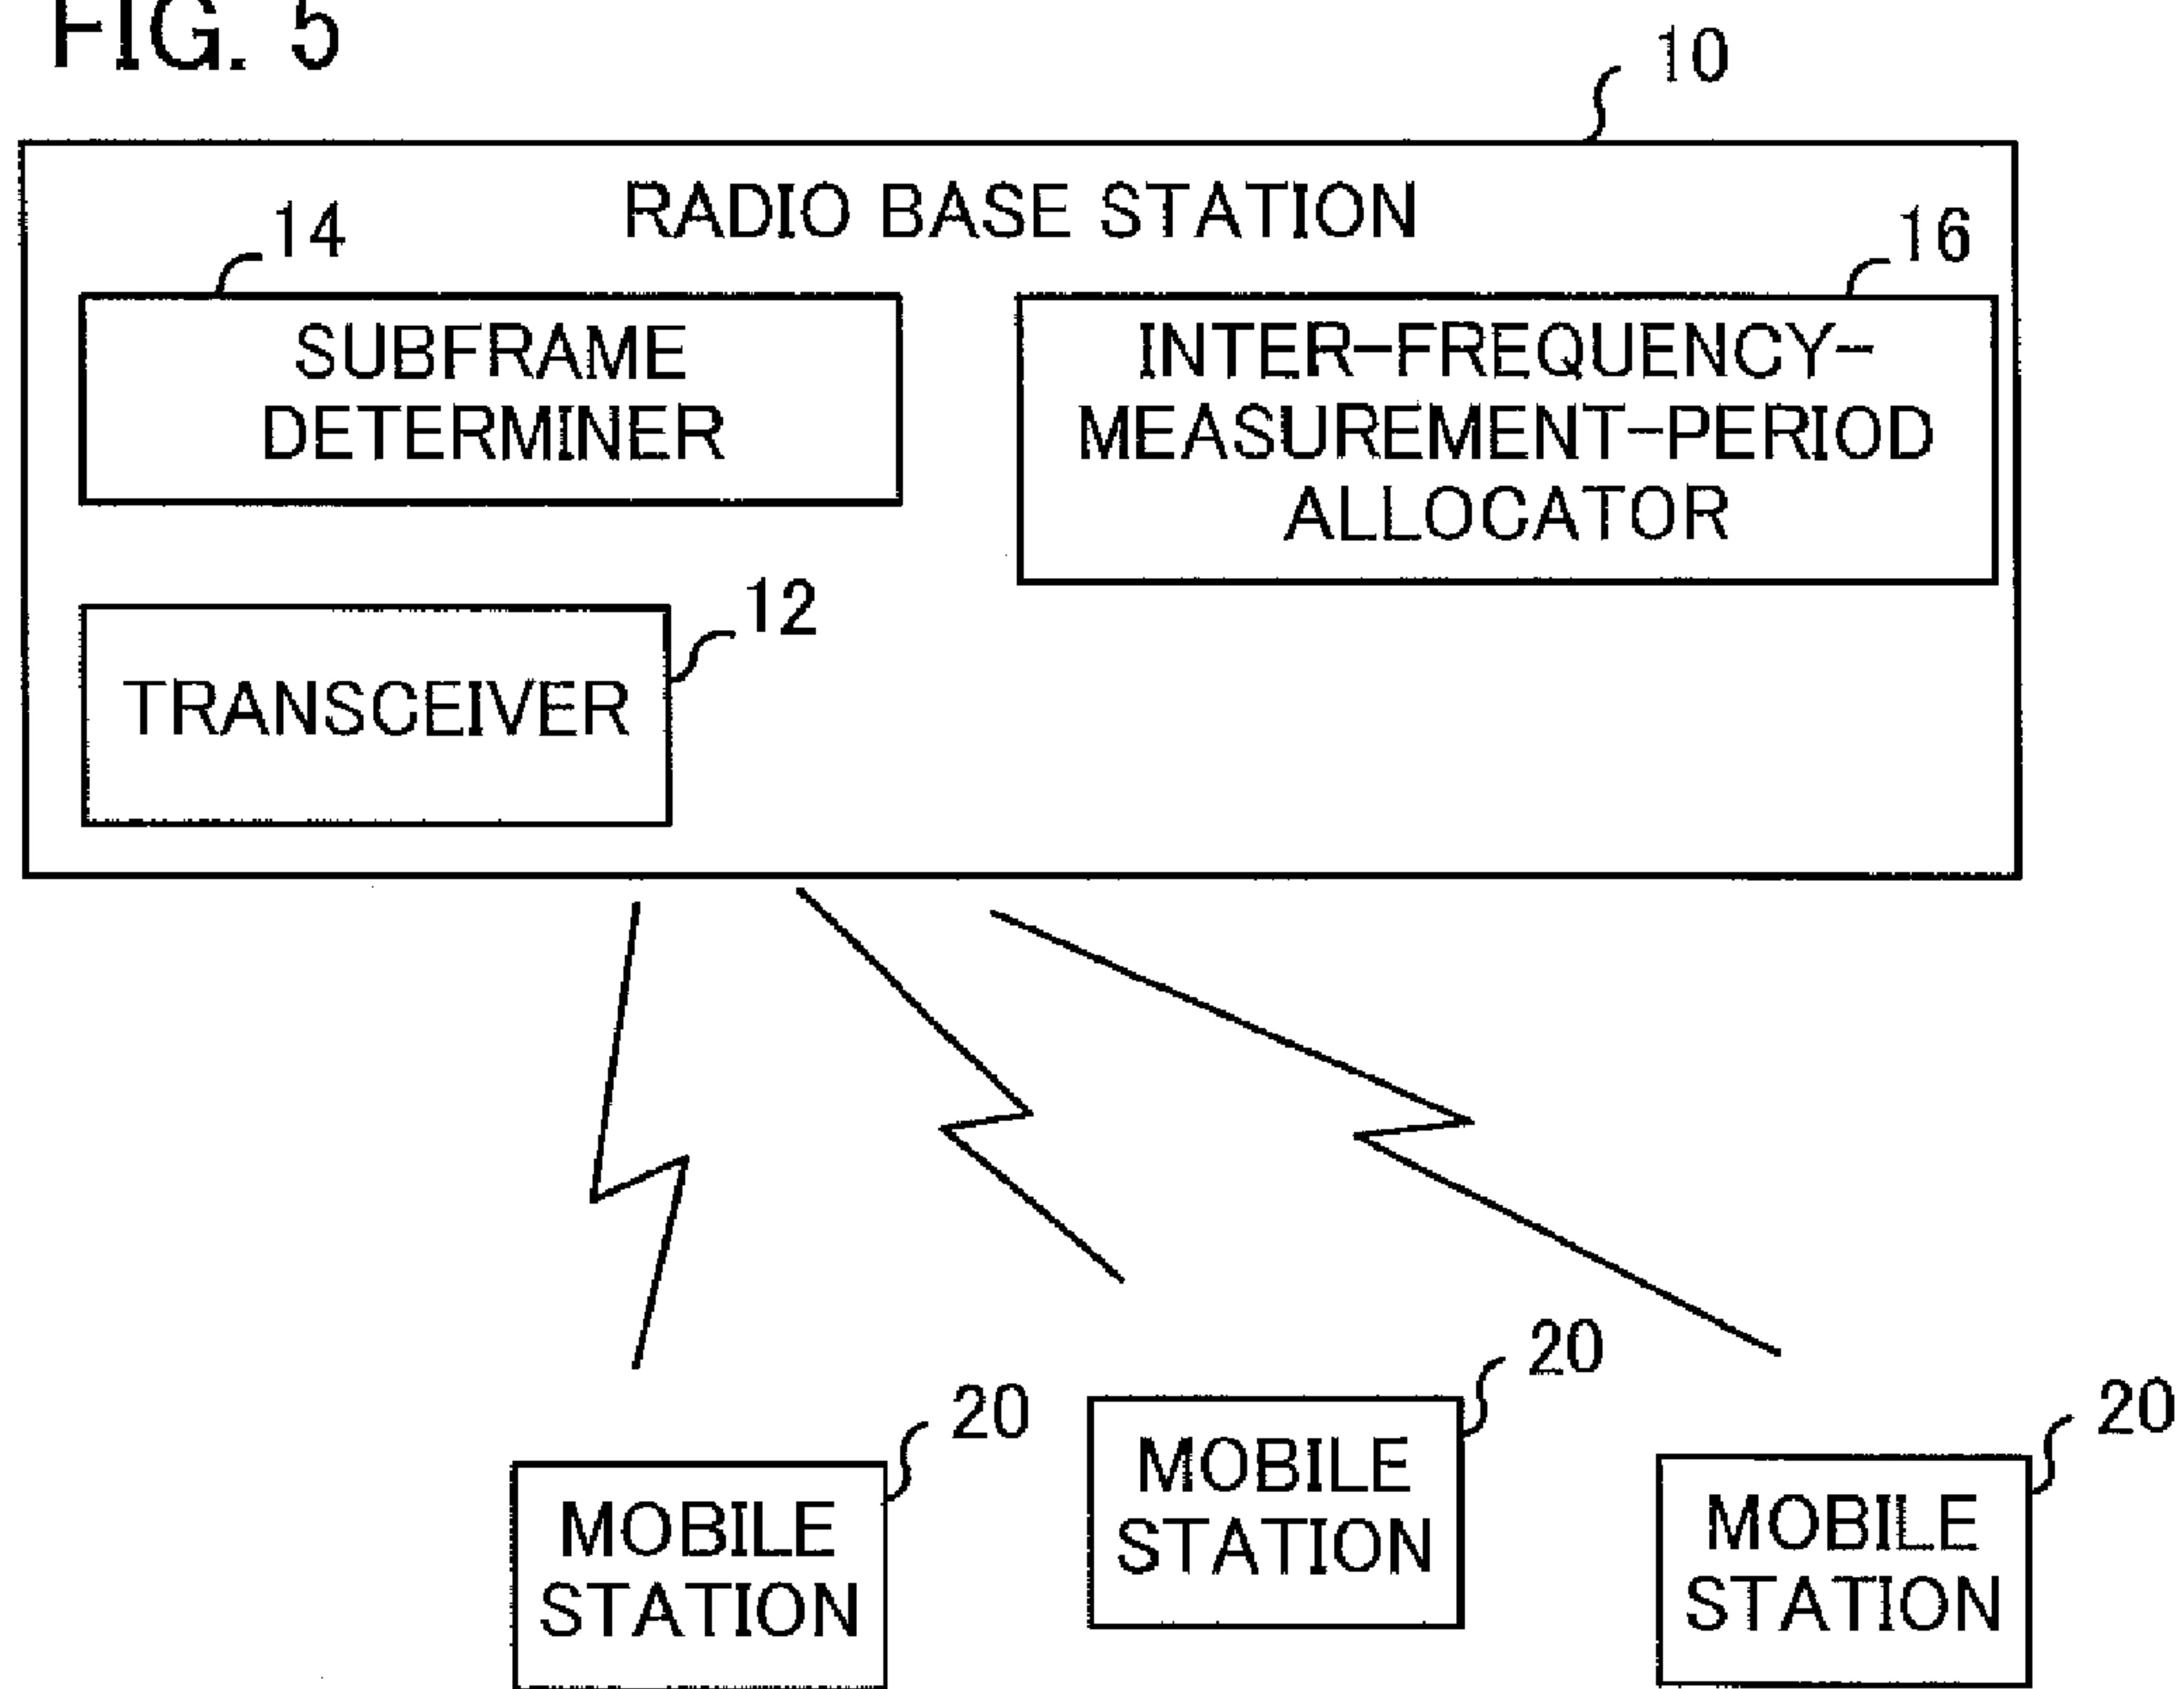 FIG. 5
10
RADIO BASE STATION
14
16
SUBFRAME
DETERMINER
INTER-FREQUENCY-
MEASUREMENT-PERIOD
ALLOCATOR
12
TRANSCEIVER
20
MOBILE
STATION
20
MOBILE
STATION
20
MOBILE
STATION